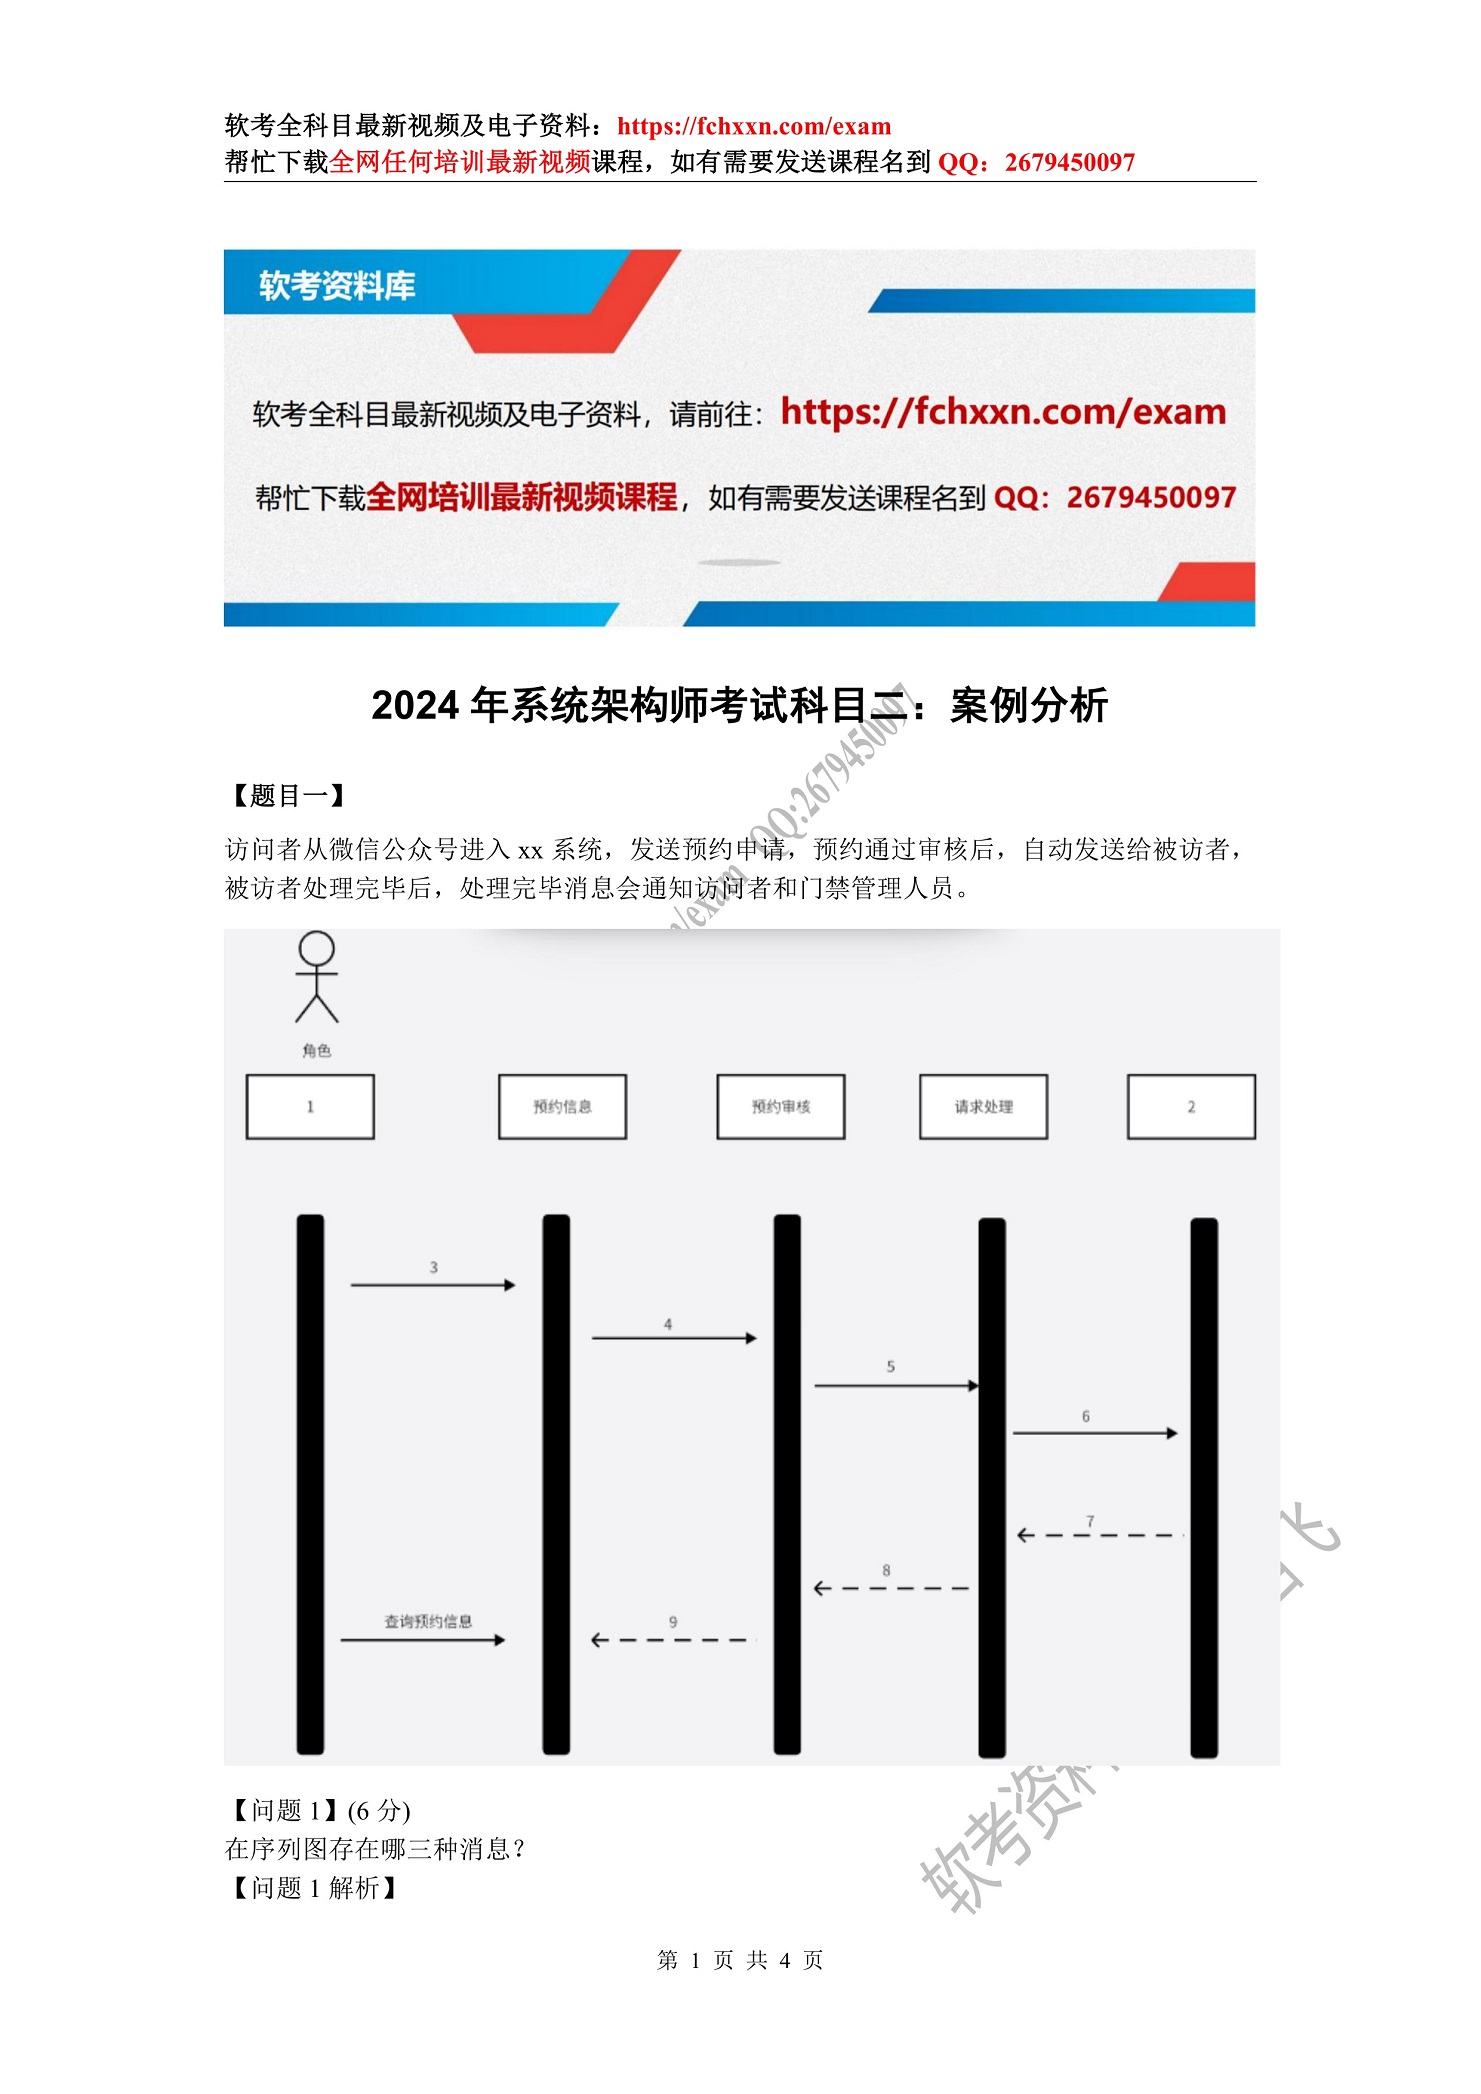 软考全科目最新视频及电子资料：https://fchxxn.com/exam
帮忙下载全网任何培训最新视频课程，如有需要发送课程名到 QQ：2679450097
软考资料库
软考全科目最新视频及电子资料，请前往：https://fchxxn.com/exam
帮忙下载全网培训最新视频课程，如有需要发送课程名到 QQ：2679450097
2024 年系统架构师考试科目二：案例分析
【题目一】
访问者从微信公众号进入 xx 系统，发送预约申请，预约通过审核后，自动发送给被访者，
被访者处理完毕后，处理完毕消息会通知访问者和门禁管理人员。
/exam QQ:2679450097
角色
1
预约信息
预约审核
请求处理
2
3
4
5
6
7
8
查询预约信息
9
【问题 1】(6 分)
在序列图存在哪三种消息？
【问题 1 解析】
软考资料
第 1 页 共 4 页